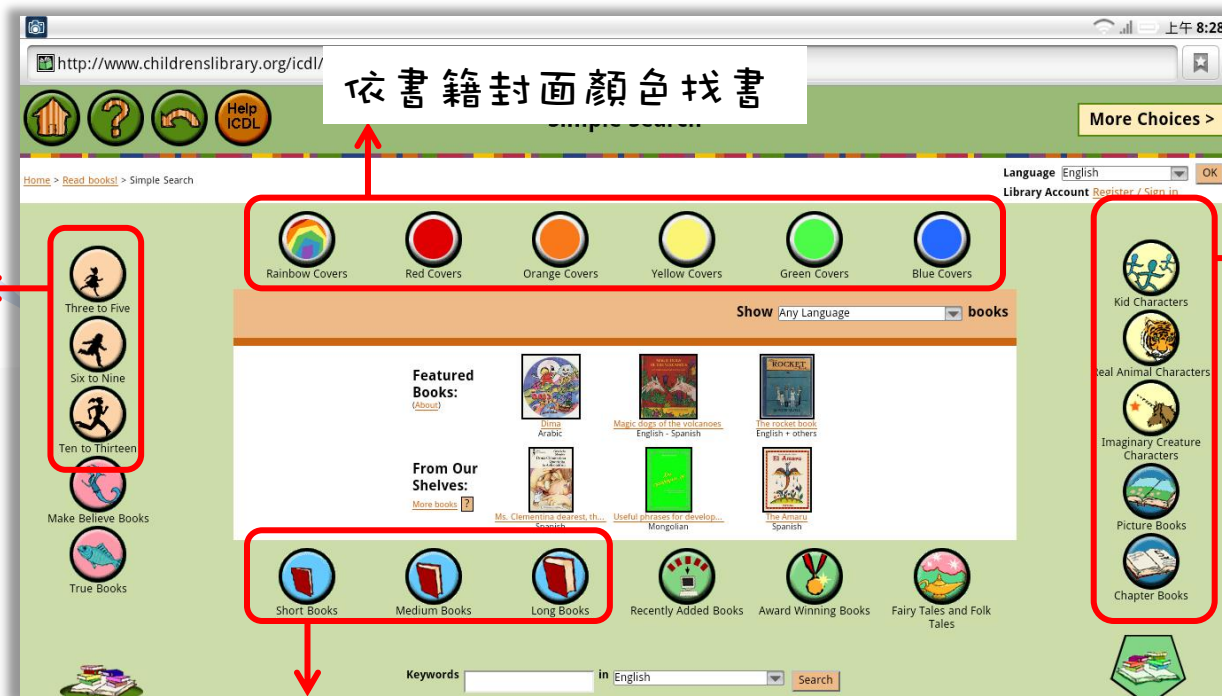 上午 8:28
http://www.childrenslibrary.org/icdl/
依書籍封面顏色找書
Help
ICDL
More Choices >
Home > Read books! > Simple Search
Language English OK
Library Account Register / Sign in
Rainbow Covers Red Covers Orange Covers Yellow Covers Green Covers Blue Covers
Three to Five
Six to Nine
Ten to Thirteen
Make Believe Books
True Books
Show Any Language books
Featured
Books:
(About)
Dima
Arabic
Magic dogs of the volcanoes
English - Spanish
ROCKET
The rocket book
English + others
From Our
Shelves:
More books ?
Ms. Clementina dearest, th...
Spanish
Useful phrases for develop...
Mongolian
El Amaru
The Amaru
Spanish
Kid Characters
Real Animal Characters
Imaginary Creature
Characters
Picture Books
Chapter Books
Short Books Medium Books Long Books Recently Added Books Award Winning Books Fairy Tales and Folk
Tales
Keywords in English Search